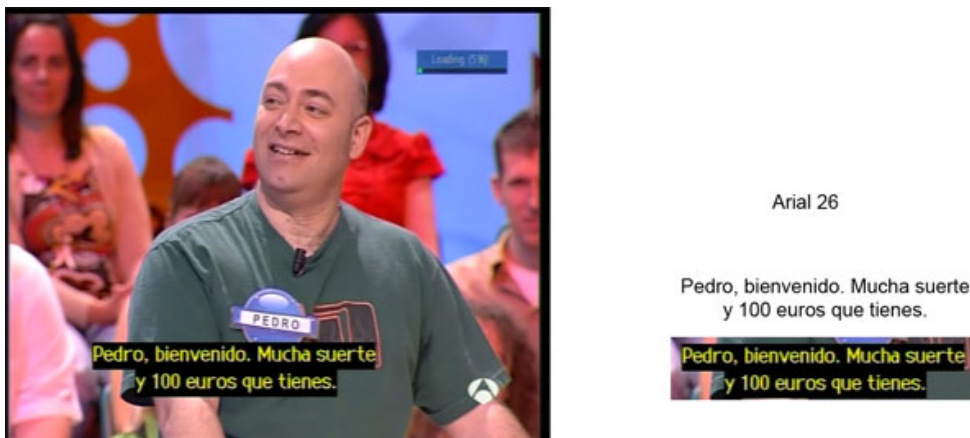 Loading (5%)
PEDRO
Pedro, bienvenido. Mucha suerte
y 100 euros que tienes.
Arial 26
Pedro, bienvenido. Mucha suerte
y 100 euros que tienes.
Pedro, bienvenido. Mucha suerte
y 100 euros que tienes.